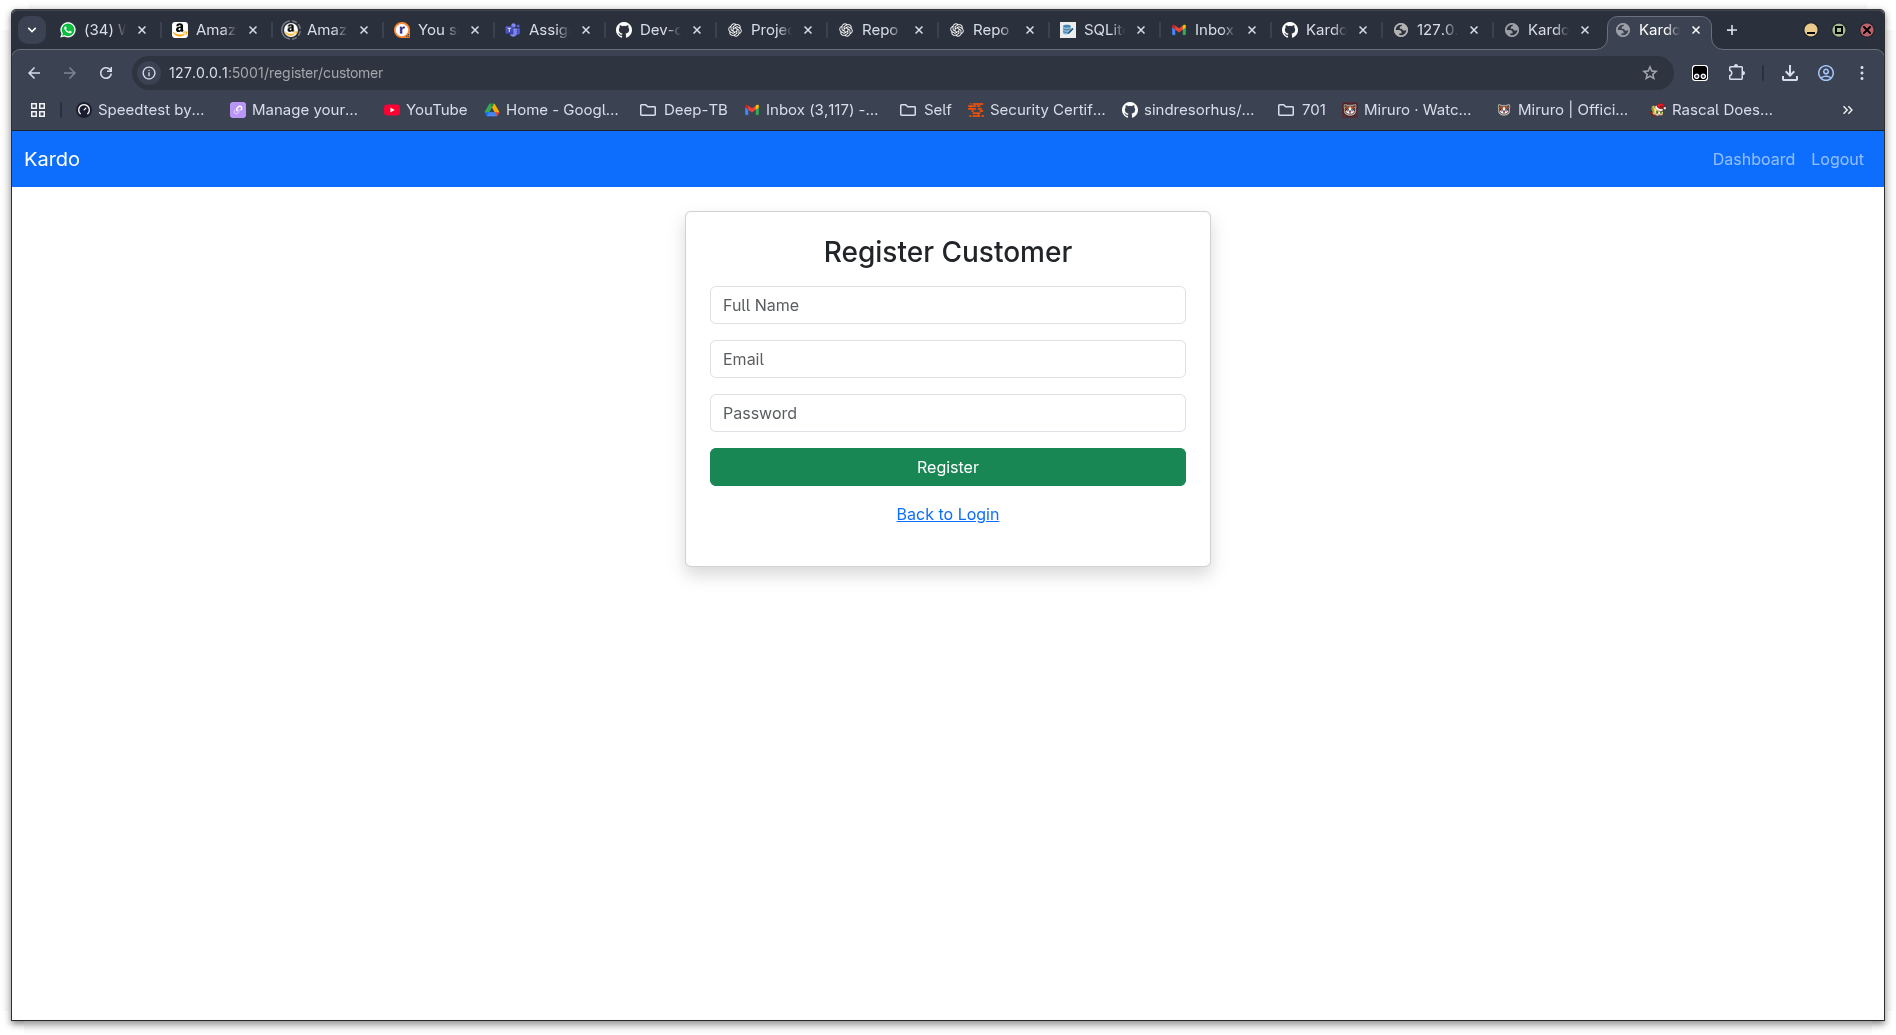 (34) Amaz Amaz You s Assig Dev- Proje Repo Repo SQLit Inbox Kardo 127.0. Kardo Kardo
127.0.0.1:5001/register/customer
Speedtest by... Manage your... YouTube Home - Googl... Deep-TB Inbox (3,117) -... Self Security Certif... sindresorhus/... 701 Miruro · Watc... Miruro | Offici... Rascal Does...
Kardo Dashboard Logout
Register Customer
Full Name
Email
Password
Register
Back to Login